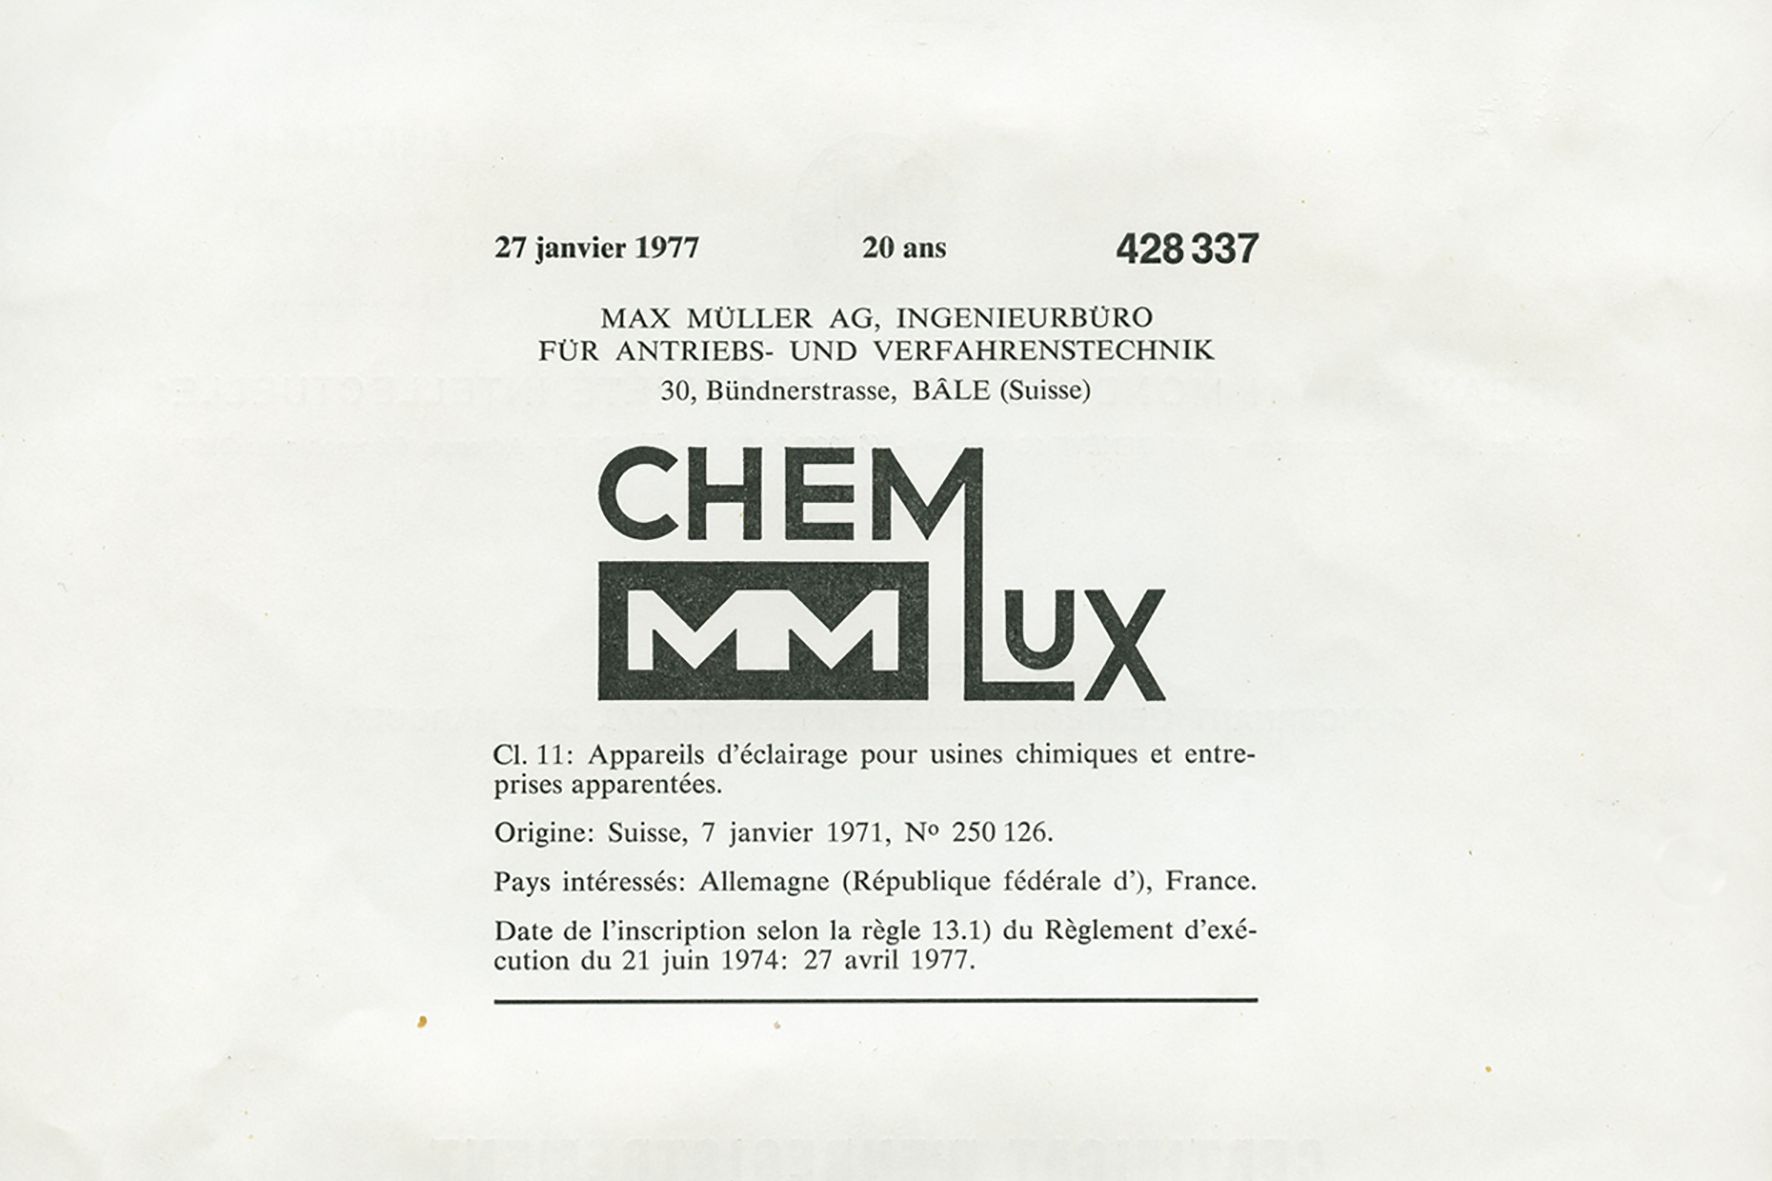 27 janvier 1977 20 ans 428 337
MAX MÜLLER AG, INGENIEURBÜRO
FÜR ANTRIEBS- UND VERFAHRENSTECHNIK
30, Bündnerstrasse, BÂLE (Suisse)
CHEM
MM LUX
Cl. 11: Appareils d'éclairage pour usines chimiques et entre-
prises apparentées.
Origine: Suisse, 7 janvier 1971, Nº 250 126.
Pays intéressés: Allemagne (République fédérale d'), France.
Date de l'inscription selon la règle 13.1) du Règlement d'exé-
cution du 21 juin 1974: 27 avril 1977.